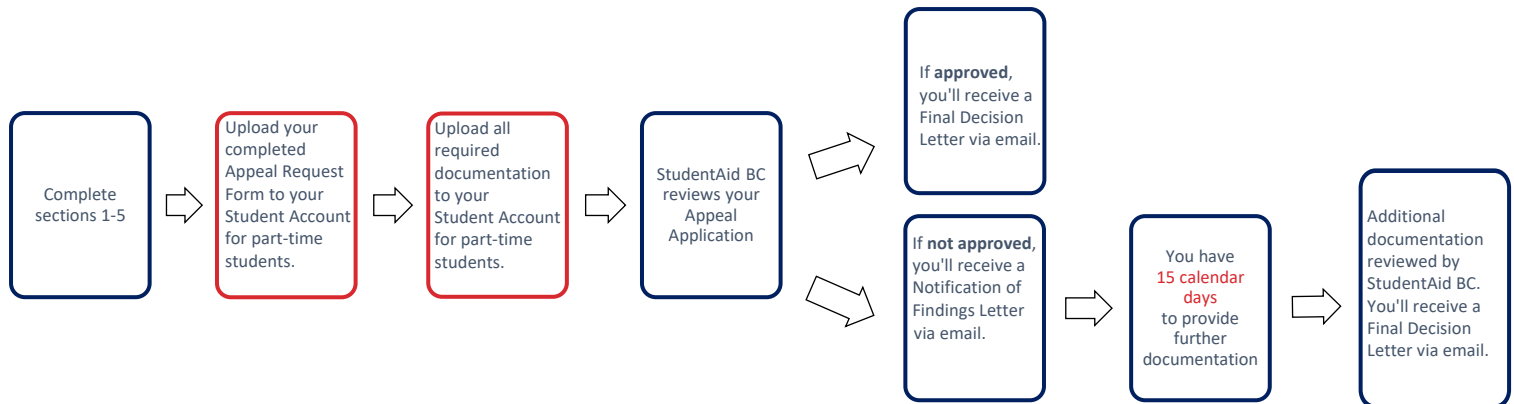 Complete
sections 1-5
Upload your
completed
Appeal Request
Form to your
Student Account
for part-time
students.
Upload all
required
documentation
to your
Student Account
for part-time
students.
StudentAid BC
reviews your
Appeal
Application
If approved,
you'll receive a
Final Decision
Letter via email.
If not approved,
you'll receive a
Notification of
Findings Letter
via email.
You have
15 calendar
days
to provide
further
documentation
Additional
documentation
reviewed by
StudentAid BC.
You'll receive a
Final Decision
Letter via email.